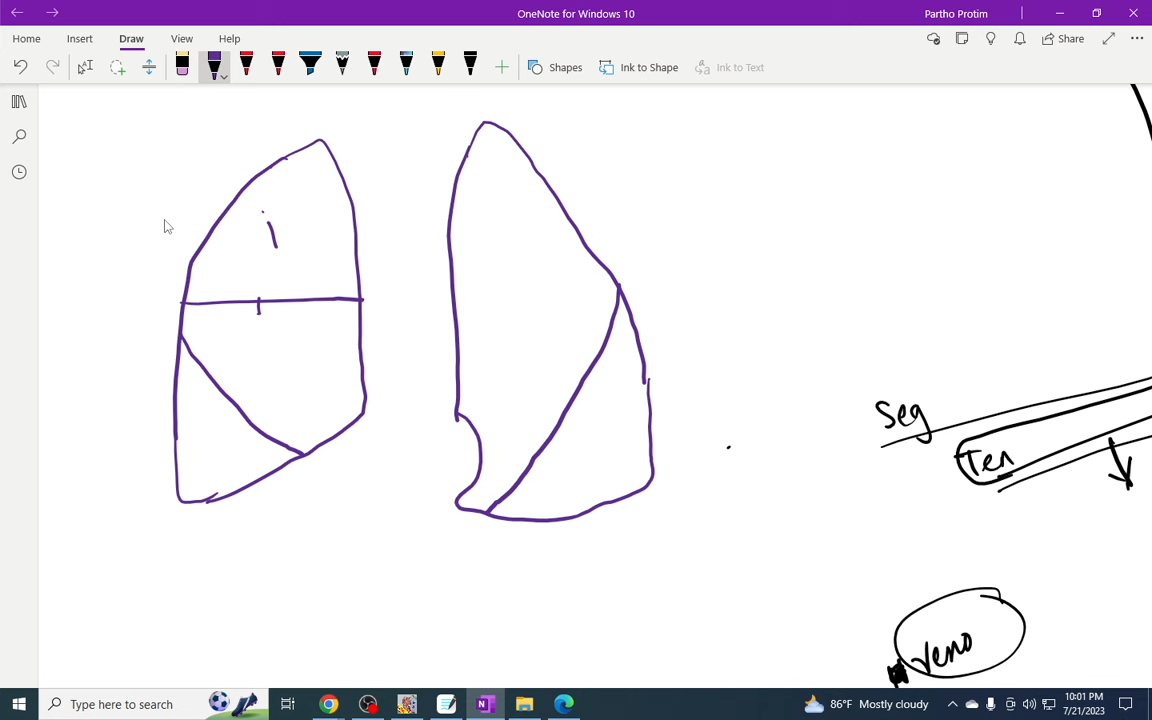 OneNote for Windows 10
Partho Protim
Home
Insert
Draw
View
Help
Share
Shapes
Ink to Shape
Ink to Text
Seg
Ten
Veno
Type here to search
86°F Mostly cloudy
10:01 PM
7/21/2023